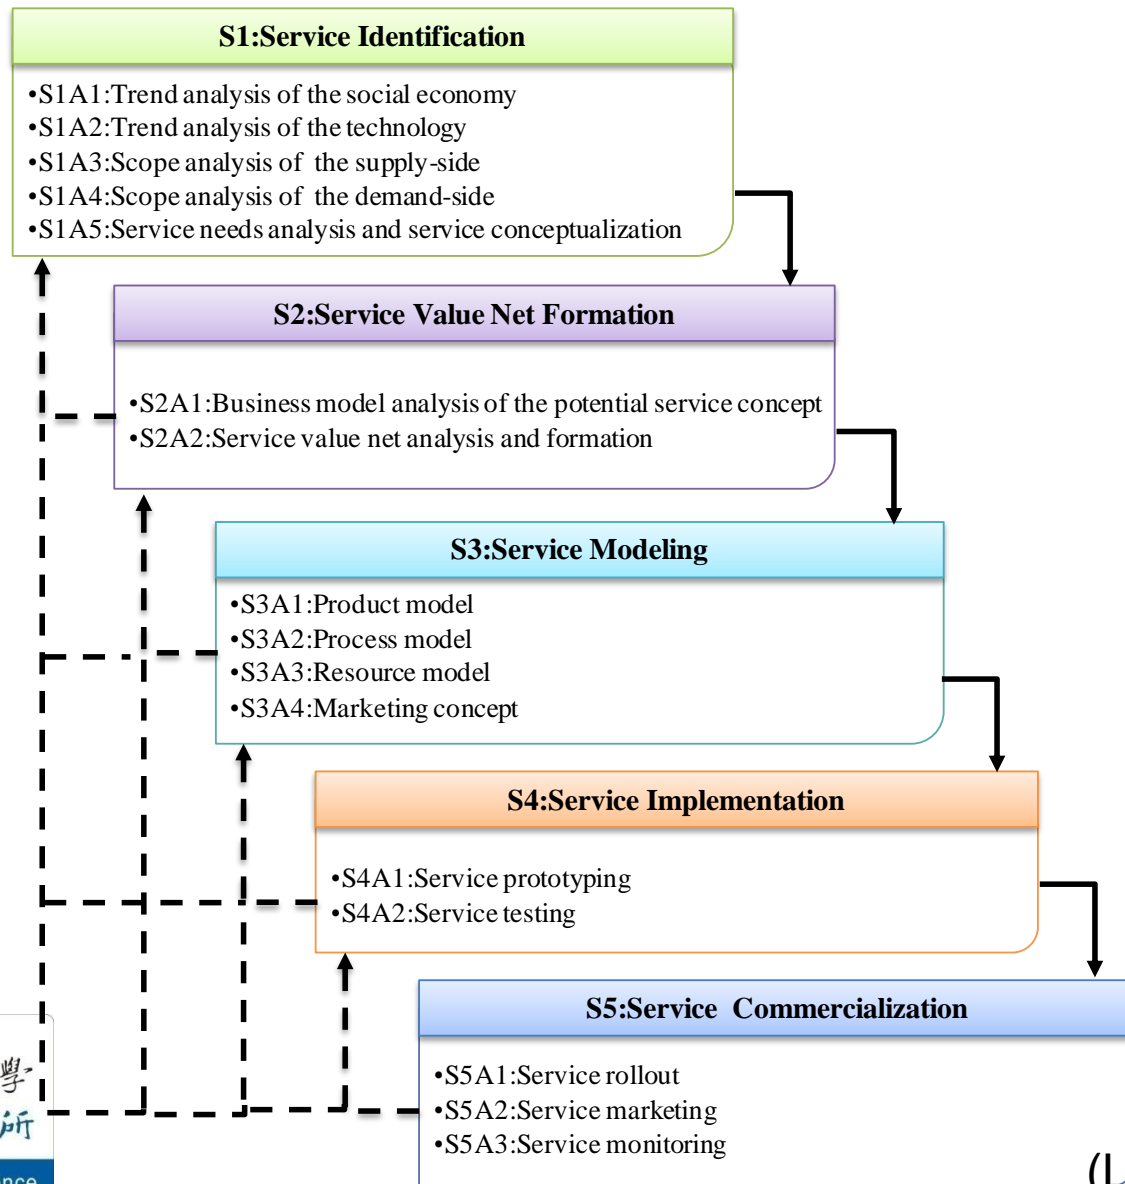 S1:Service Identification
•S1A1:Trend analysis of the social economy
•S1A2:Trend analysis of the technology
•S1A3:Scope analysis of the supply-side
•S1A4:Scope analysis of the demand-side
•S1A5:Service needs analysis and service conceptualization
S2:Service Value Net Formation
•S2A1:Business model analysis of the potential service concept
•S2A2:Service value net analysis and formation
S3:Service Modeling
•S3A1:Product model
•S3A2:Process model
•S3A3:Resource model
•S3A4:Marketing concept
S4:Service Implementation
•S4A1:Service prototyping
•S4A2:Service testing
S5:Service Commercialization
•S5A1:Service rollout
•S5A2:Service marketing
•S5A3:Service monitoring
學
所
(L